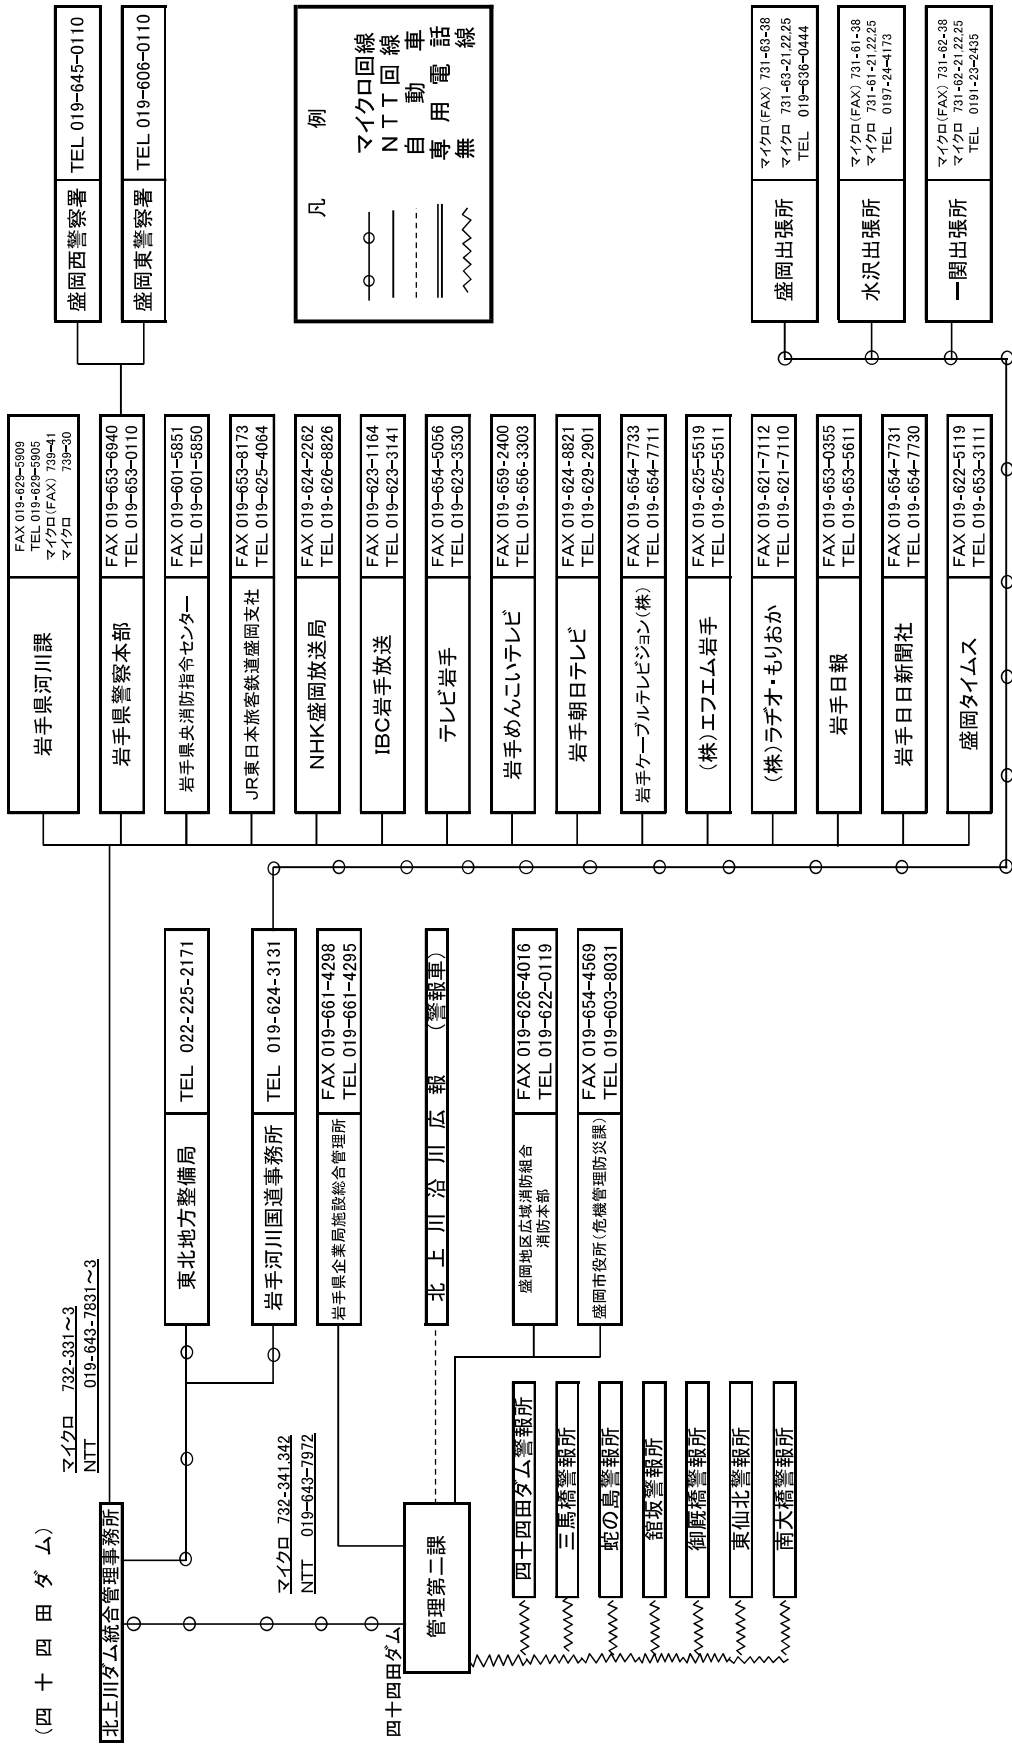 (四十四田ダム)
北上川ダム統合管理事務所
マイクロ 732-331～3
NTT 019-643-7831～3
四十四田ダム
管理第二課
マイクロ 732-341,342
NTT 019-643-7972
東北地方整備局 TEL 022-225-2171
岩手河川国道事務所 TEL 019-624-3131
岩手県企業局施設総合管理所
FAX 019-661-4298
TEL 019-661-4295
北上川沿川広報(警報車)
盛岡地区広域消防組合
消防本部
FAX 019-626-4016
TEL 019-622-0119
盛岡市役所(危機管理防災課)
FAX 019-654-4569
TEL 019-603-8031
四十四田ダム警報所
三馬橋警報所
蛇の島警報所
舘坂警報所
御厩橋警報所
東仙北警報所
南大橋警報所
岩手県河川課
FAX 019-629-5909
TEL 019-629-5905
マイクロ(FAX) 739-41
マイクロ 739-30
岩手県警察本部
FAX 019-653-6940
TEL 019-653-0110
岩手県央消防指令センター
FAX 019-601-5851
TEL 019-601-5850
JR東日本旅客鉄道盛岡支社
FAX 019-653-8173
TEL 019-625-4064
NHK盛岡放送局
FAX 019-624-2262
TEL 019-626-8826
IBC岩手放送
FAX 019-623-1164
TEL 019-623-3141
テレビ岩手
FAX 019-654-5056
TEL 019-623-3530
岩手めんこいテレビ
FAX 019-659-2400
TEL 019-656-3303
岩手朝日テレビ
FAX 019-624-8821
TEL 019-629-2901
岩手ケーブルテレビジョン(株)
FAX 019-654-7733
TEL 019-654-7711
(株)エフエム岩手
FAX 019-625-5519
TEL 019-625-5511
(株)ラヂオ・もりおか
FAX 019-621-7112
TEL 019-621-7110
岩手日報
FAX 019-653-0355
TEL 019-653-5611
岩手日日新聞社
FAX 019-654-7731
TEL 019-654-7730
盛岡タイムス
FAX 019-622-5119
TEL 019-653-3111
盛岡西警察署 TEL 019-645-0110
盛岡東警察署 TEL 019-606-0110
凡例
マイクロ回線
NTT回線
自動車
専用電話
無線
盛岡出張所
マイクロ(FAX) 731-63-38
マイクロ 731-63-21,22,25
TEL 019-636-0444
水沢出張所
マイクロ(FAX) 731-61-38
マイクロ 731-61-21,22,25
TEL 0197-24-4173
一関出張所
マイクロ(FAX) 731-62-38
マイクロ 731-62-21,22,25
TEL 0191-23-2435